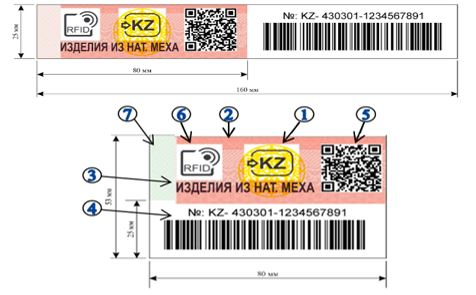 №: KZ- 430301-1234567891
RFID KZ
ИЗДЕЛИЯ ИЗ НАТ. МЕХА
25 мм
80 мм
160 мм
7 6 2 1 5
RFID KZ
3
ИЗДЕЛИЯ ИЗ НАТ. МЕХА
4
№: KZ- 430301-1234567891
53 мм
25 мм
80 мм